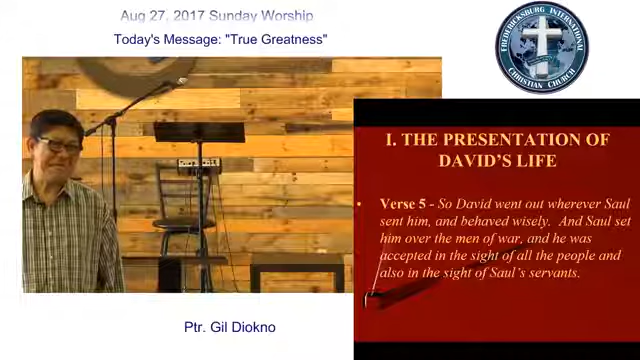 Aug 27, 2017 Sunday Worship
Today's Message: "True Greatness"
FREDERICKSBURG INTERNATIONAL
CHRISTIAN CHURCH
I. THE PRESENTATION OF
DAVID'S LIFE
• Verse 5 - So David went out wherever Saul
sent him, and behaved wisely. And Saul set
him over the men of war, and he was
accepted in the sight of all the people and
also in the sight of Saul's servants.
Ptr. Gil Diokno